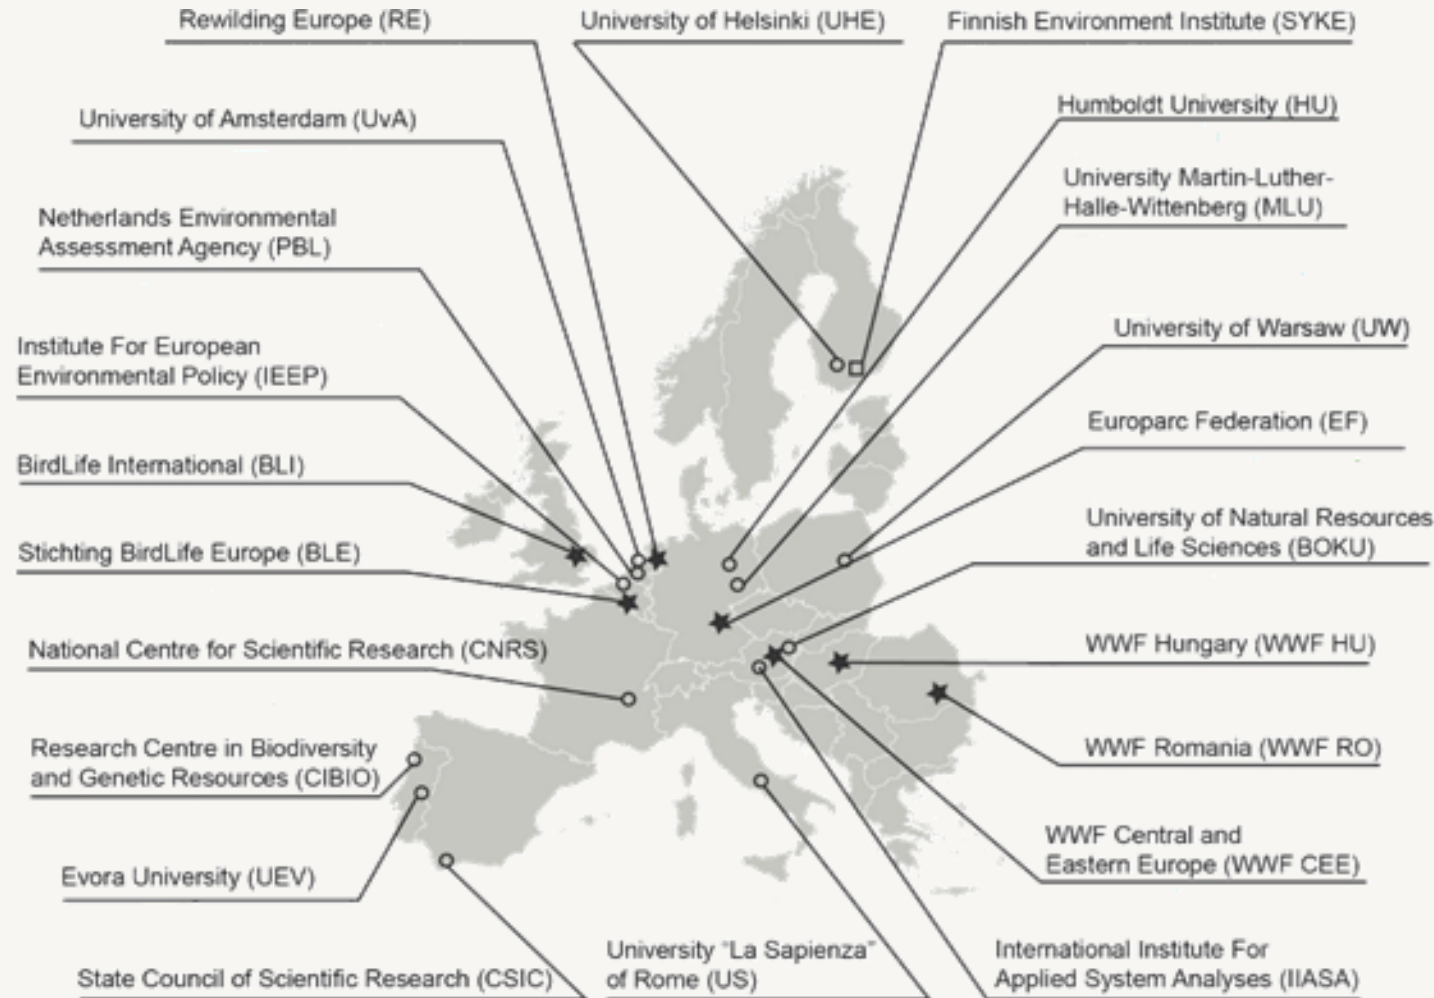 Rewilding Europe (RE)
University of Helsinki (UHE)
Finnish Environment Institute (SYKE)
University of Amsterdam (UvA)
Humboldt University (HU)
Netherlands Environmental
Assessment Agency (PBL)
University Martin-Luther-
Halle-Wittenberg (MLU)
Institute For European
Environmental Policy (IEEP)
University of Warsaw (UW)
BirdLife International (BLI)
Europarc Federation (EF)
Stichting BirdLife Europe (BLE)
University of Natural Resources
and Life Sciences (BOKU)
National Centre for Scientific Research (CNRS)
WWF Hungary (WWF HU)
Research Centre in Biodiversity
and Genetic Resources (CIBIO)
WWF Romania (WWF RO)
Evora University (UEV)
WWF Central and
Eastern Europe (WWF CEE)
State Council of Scientific Research (CSIC)
University "La Sapienza"
of Rome (US)
International Institute For
Applied System Analyses (IIASA)